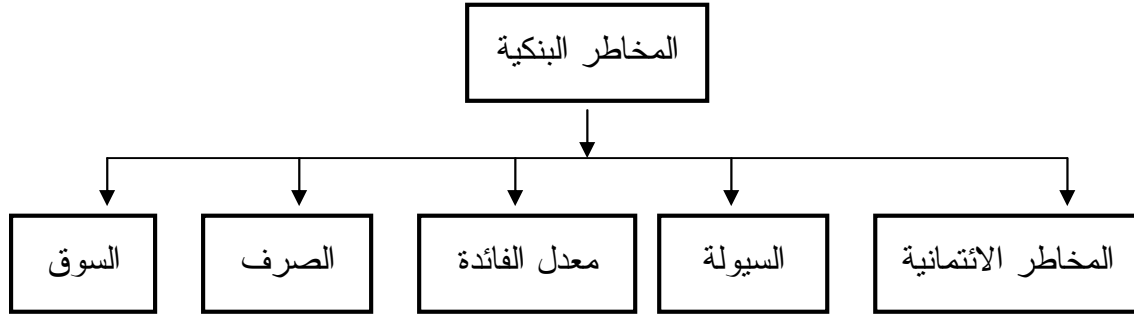 المخاطر البنكية
المخاطر الائتمانية
السيولة
معدل الفائدة
الصرف
السوق